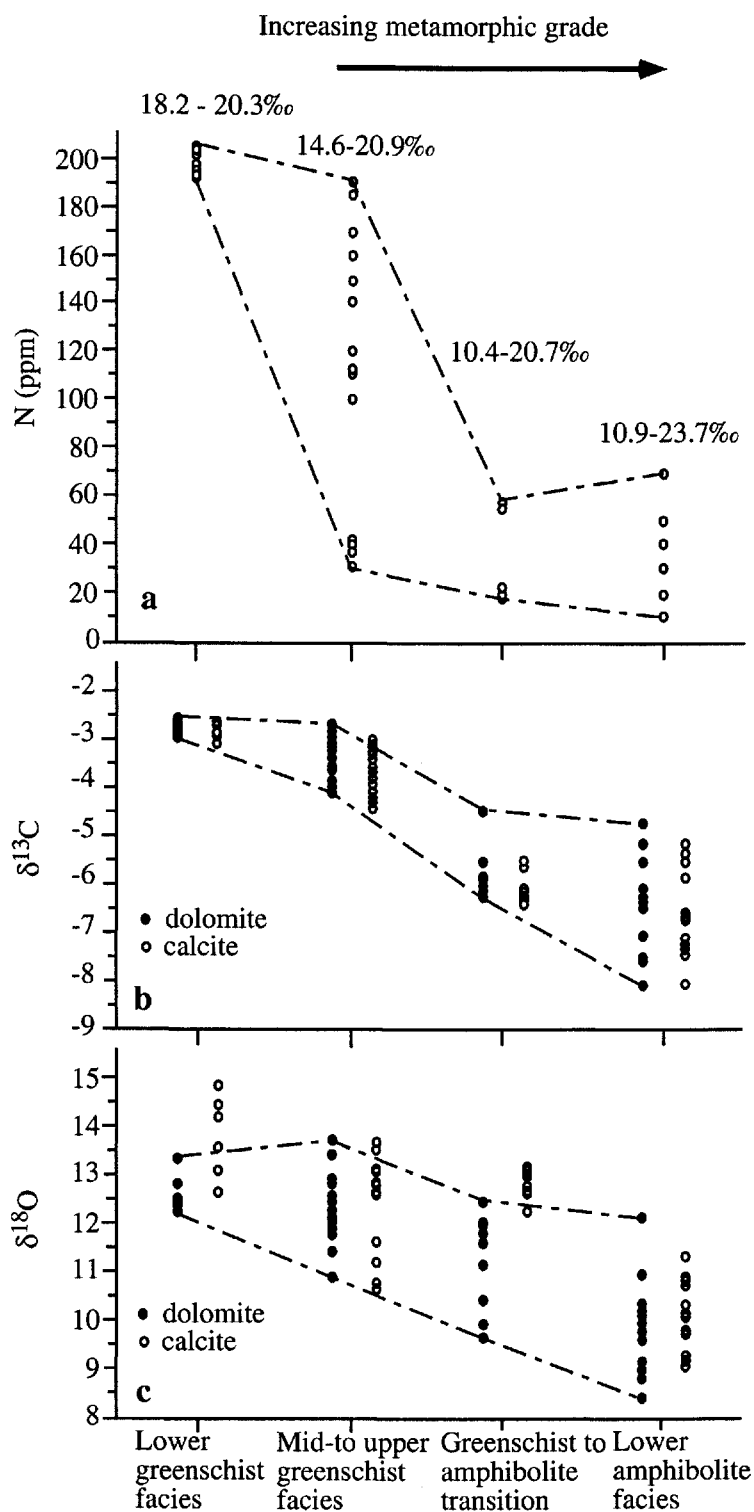 Increasing metamorphic grade
18.2 - 20.3‰
14.6-20.9‰
10.4-20.7‰
10.9-23.7‰
N (ppm)
200
180
160
140
120
100
80
60
40
20
0
a
δ13C
-2
-3
-4
-5
-6
-7
-8
-9
dolomite
calcite
b
δ18O
15
14
13
12
11
10
9
8
dolomite
calcite
c
Lower
greenschist
facies
Mid-to upper
greenschist
facies
Greenschist to
amphibolite
transition
Lower
amphibolite
facies